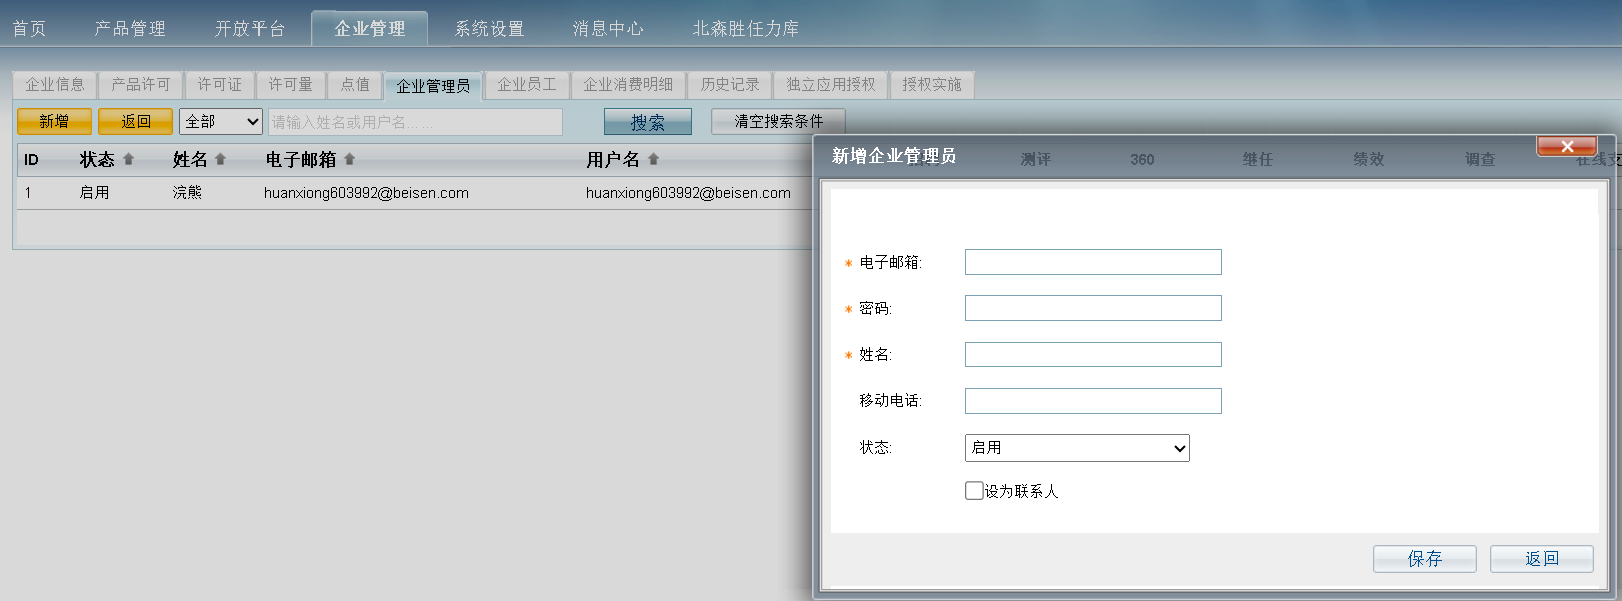 首页 产品管理 开放平台 企业管理 系统设置 消息中心 北森胜任力库
企业信息 产品许可 许可证 许可量 点值 企业管理员 企业员工 企业消费明细 历史记录 独立应用授权 授权实施
新增 返回 全部 请输入姓名或用户名... ... 搜索 清空搜索条件
ID 状态 姓名 电子邮箱 用户名 测评 360 继任 绩效 调查 在线支
1 启用 浣熊 huanxiong603992@beisen.com huanxiong603992@beisen.com
新增企业管理员
* 电子邮箱:
* 密码:
* 姓名:
移动电话:
状态: 启用
设为联系人
保存 返回